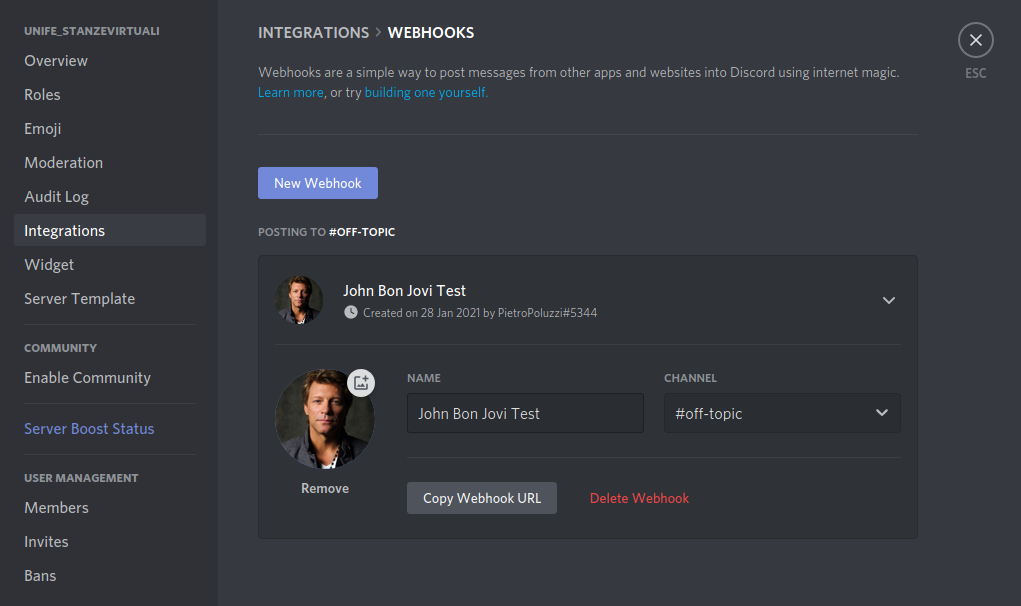 UNIFE_STANZEVIRTUALI
Overview
Roles
Emoji
Moderation
Audit Log
Integrations
Widget
Server Template
COMMUNITY
Enable Community
Server Boost Status
USER MANAGEMENT
Members
Invites
Bans
INTEGRATIONS > WEBHOOKS
ESC
Webhooks are a simple way to post messages from other apps and websites into Discord using internet magic.
Learn more, or try building one yourself.
New Webhook
POSTING TO #OFF-TOPIC
John Bon Jovi Test
Created on 28 Jan 2021 by PietroPoluzzi#5344
NAME
John Bon Jovi Test
CHANNEL
#off-topic
Remove
Copy Webhook URL
Delete Webhook